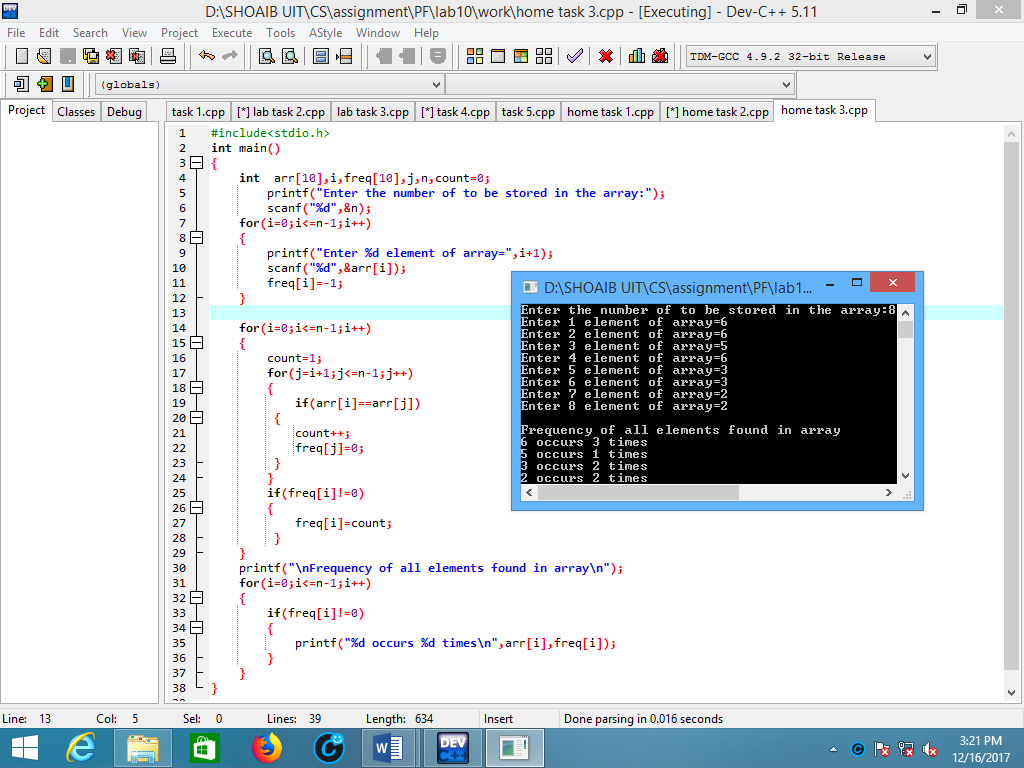 D:\SHOAIB UIT\CS\assignment\PF\lab10\work\home task 3.cpp - [Executing] - Dev-C++ 5.11
File Edit Search View Project Execute Tools AStyle Window Help
TDM-GCC 4.9.2 32-bit Release
(globals)
Project Classes Debug
task 1.cpp [*] lab task 2.cpp lab task 3.cpp [*] task 4.cpp task 5.cpp home task 1.cpp [*] home task 2.cpp home task 3.cpp
1 #include<stdio.h>
2 int main()
3 {
4 int arr[10],i,freq[10],j,n,count=0;
5 printf("Enter the number of to be stored in the array:");
6 scanf("%d",&n);
7 for(i=0;i<=n-1;i++)
8 {
9 printf("Enter %d element of array=",i+1);
10 scanf("%d",&arr[i]);
11 freq[i]=-1;
12 }
13
14 for(i=0;i<=n-1;i++)
15 {
16 count=1;
17 for(j=i+1;j<=n-1;j++)
18 {
19 if(arr[i]==arr[j])
20 {
21 count++;
22 freq[j]=0;
23 }
24 }
25 if(freq[i]!=0)
26 {
27 freq[i]=count;
28 }
29 }
30 printf("\nFrequency of all elements found in array\n");
31 for(i=0;i<=n-1;i++)
32 {
33 if(freq[i]!=0)
34 {
35 printf("%d occurs %d times\n",arr[i],freq[i]);
36 }
37 }
38 }
D:\SHOAIB UIT\CS\assignment\PF\lab1...
Enter the number of to be stored in the array:8
Enter 1 element of array=6
Enter 2 element of array=6
Enter 3 element of array=5
Enter 4 element of array=6
Enter 5 element of array=3
Enter 6 element of array=3
Enter 7 element of array=2
Enter 8 element of array=2
Frequency of all elements found in array
6 occurs 3 times
5 occurs 1 times
3 occurs 2 times
2 occurs 2 times
Line: 13 Col: 5 Sel: 0 Lines: 39 Length: 634 Insert Done parsing in 0.016 seconds
DEV C++
3:21 PM
12/16/2017